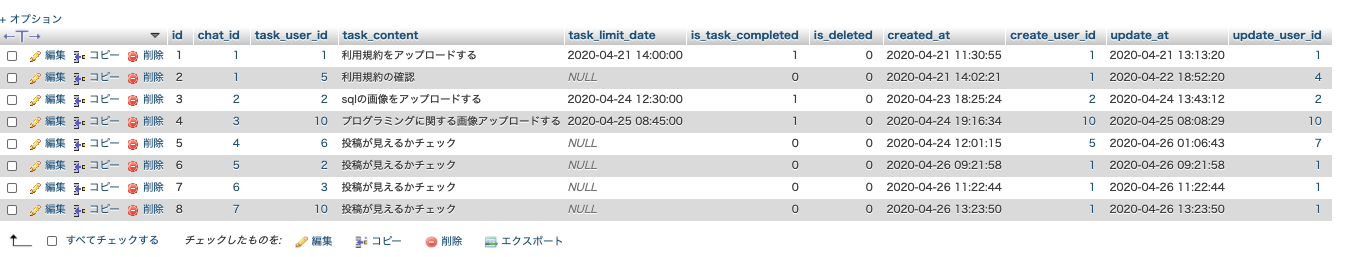 + オプション
←T→ id chat_id task_user_id task_content task_limit_date is_task_completed is_deleted created_at create_user_id update_at update_user_id
編集 コピー 削除 1 1 1 利用規約をアップロードする 2020-04-21 14:00:00 1 0 2020-04-21 11:30:55 1 2020-04-21 13:13:20 1
編集 コピー 削除 2 1 5 利用規約の確認 NULL 0 0 2020-04-21 14:02:21 1 2020-04-22 18:52:20 4
編集 コピー 削除 3 2 2 sqlの画像をアップロードする 2020-04-24 12:30:00 1 0 2020-04-23 18:25:24 2 2020-04-24 13:43:12 2
編集 コピー 削除 4 3 10 プログラミングに関する画像アップロードする 2020-04-25 08:45:00 1 0 2020-04-24 19:16:34 10 2020-04-25 08:08:29 10
編集 コピー 削除 5 4 6 投稿が見えるかチェック NULL 0 0 2020-04-24 12:01:15 5 2020-04-26 01:06:43 7
編集 コピー 削除 6 5 2 投稿が見えるかチェック NULL 0 0 2020-04-26 09:21:58 1 2020-04-26 09:21:58 1
編集 コピー 削除 7 6 3 投稿が見えるかチェック NULL 0 0 2020-04-26 11:22:44 1 2020-04-26 11:22:44 1
編集 コピー 削除 8 7 10 投稿が見えるかチェック NULL 0 0 2020-04-26 13:23:50 1 2020-04-26 13:23:50 1
すべてチェックする チェックしたものを: 編集 コピー 削除 エクスポート